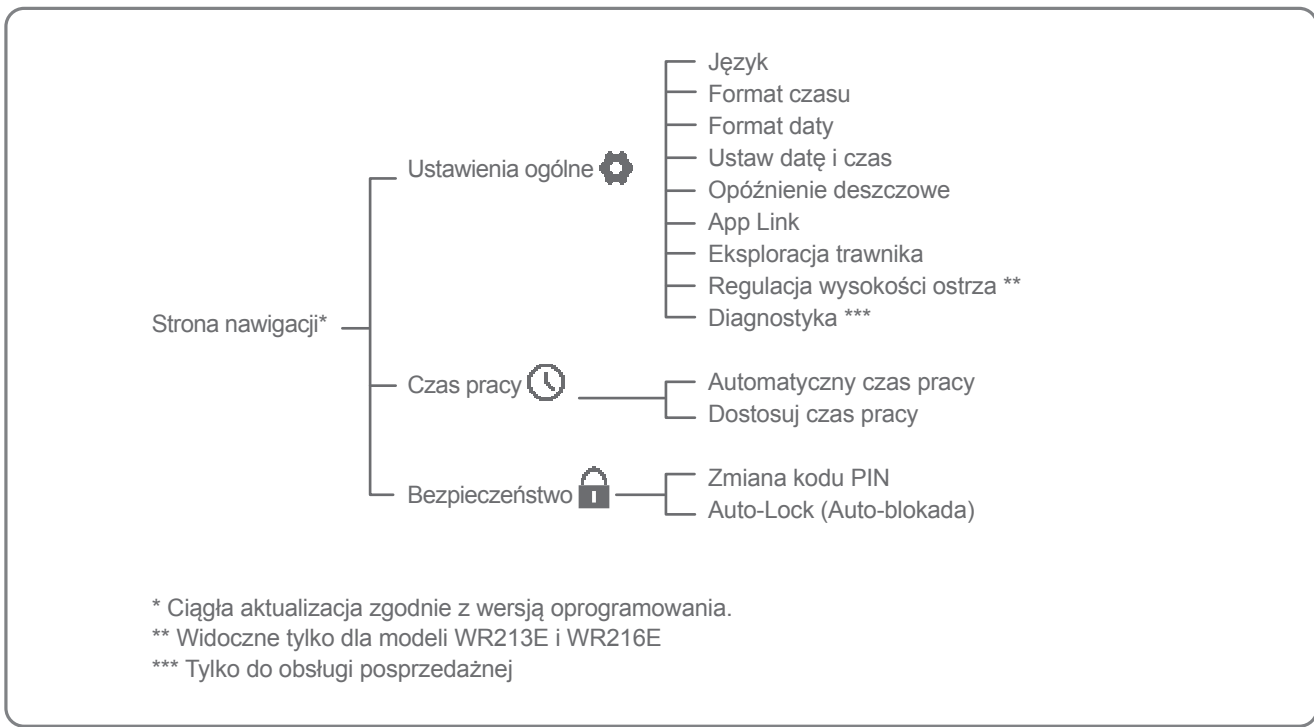 Język
Format czasu
Format daty
Ustawienia ogólne
Ustaw datę i czas
Opóźnienie deszczowe
App Link
Eksploracja trawnika
Regulacja wysokości ostrza **
Diagnostyka ***
Strona nawigacji*
Czas pracy
Automatyczny czas pracy
Dostosuj czas pracy
Bezpieczeństwo
Zmiana kodu PIN
Auto-Lock (Auto-blokada)
* Ciągła aktualizacja zgodnie z wersją oprogramowania.
** Widoczne tylko dla modeli WR213E i WR216E
*** Tylko do obsługi posprzedażnej